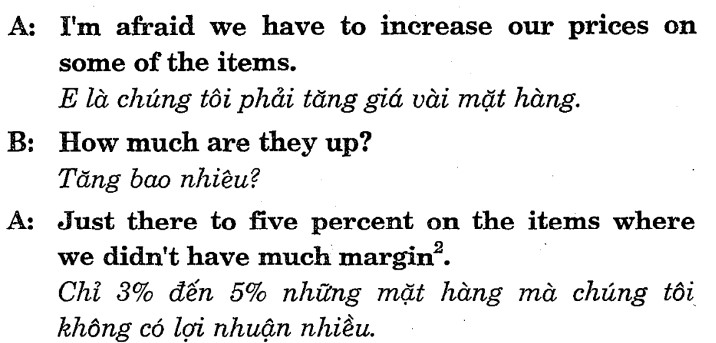 A: I'm afraid we have to increase our prices on
some of the items.
E là chúng tôi phải tăng giá vài mặt hàng.
B: How much are they up?
Tăng bao nhiêu?
A: Just there to five percent on the items where
we didn't have much margin².
Chỉ 3% đến 5% những mặt hàng mà chúng tôi
không có lợi nhuận nhiều.